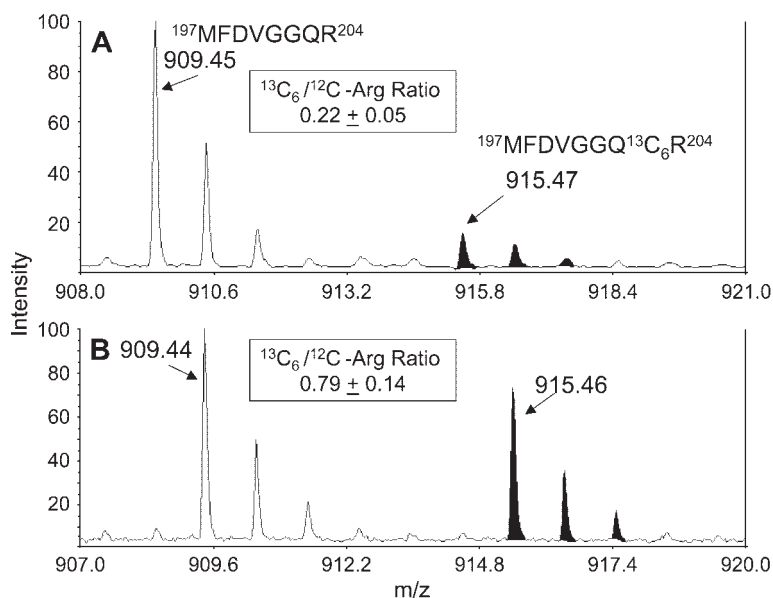 A
¹⁹⁷MFDVGGQR²⁰⁴
909.45
¹³C₆/¹²C-Arg Ratio
0.22 ± 0.05
¹⁹⁷MFDVGGQ¹³C₆R²⁰⁴
915.47
100
80
60
40
20
908.0 910.6 913.2 915.8 918.4 921.0
Intensity
B
909.44
¹³C₆/¹²C-Arg Ratio
0.79 ± 0.14
915.46
100
80
60
40
20
907.0 909.6 912.2 914.8 917.4 920.0
m/z